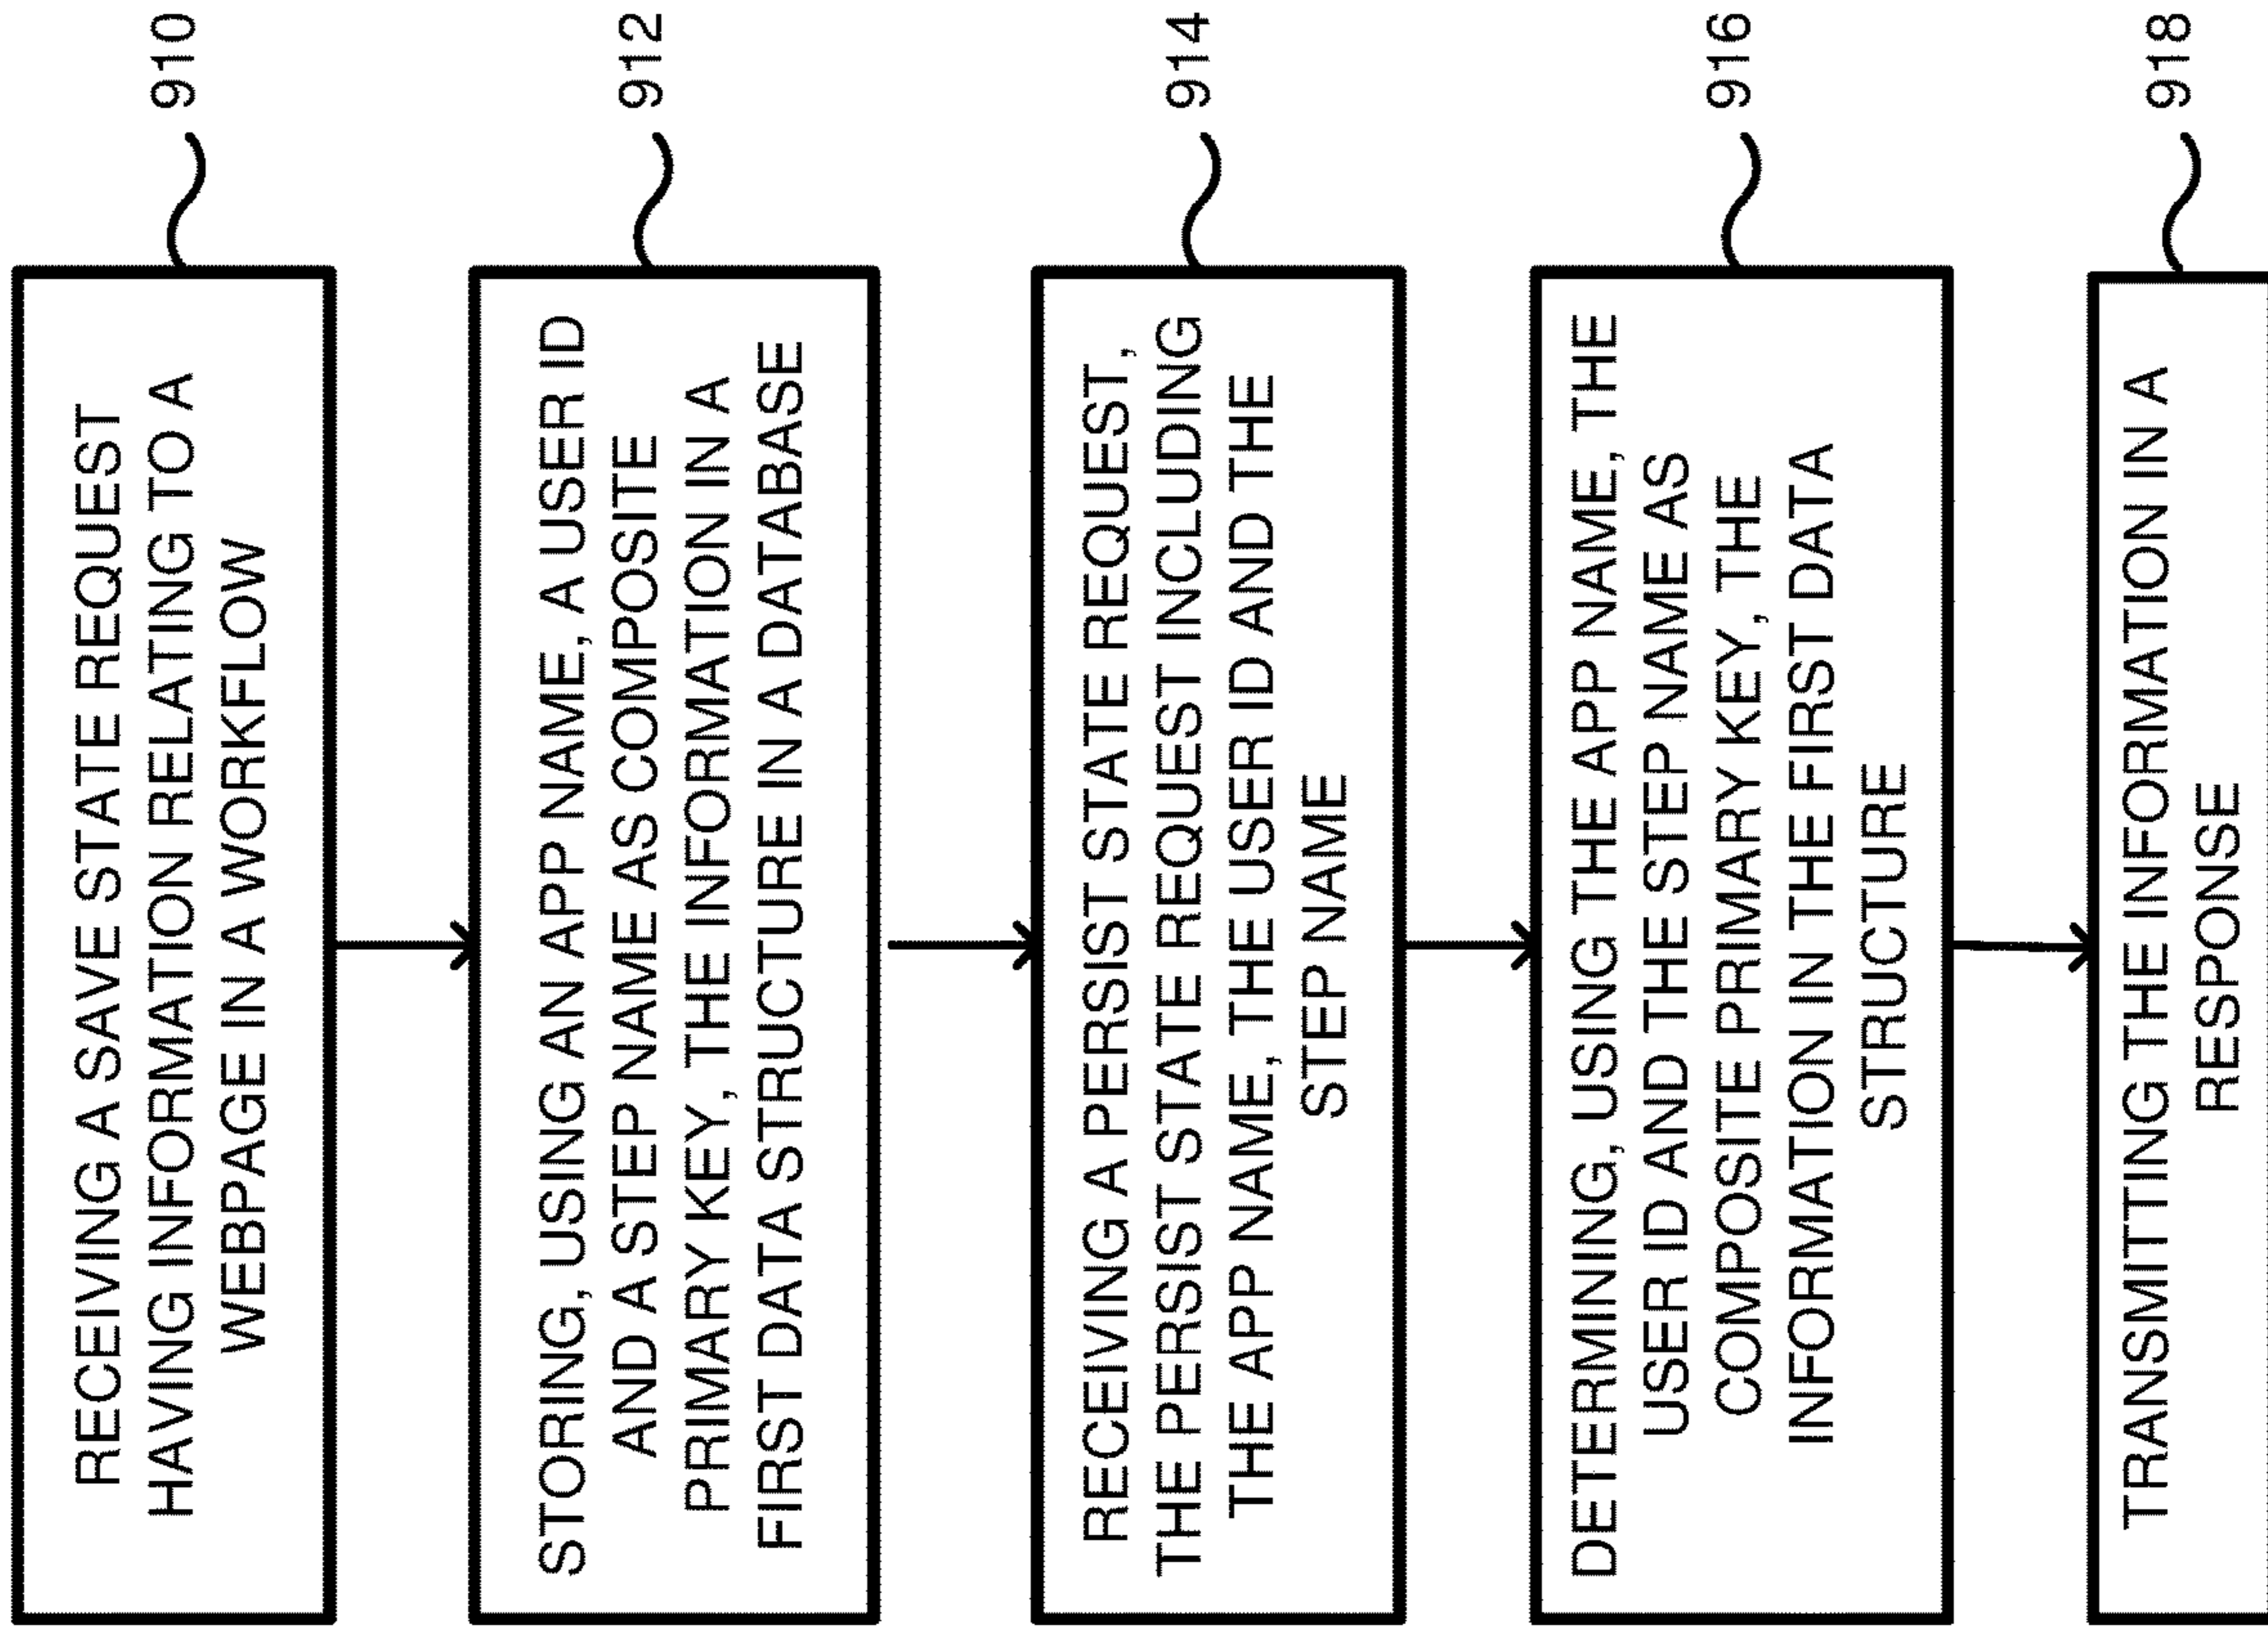 RECEIVING A SAVE STATE REQUEST
HAVING INFORMATION RELATING TO A
WEBPAGE IN A WORKFLOW
910
STORING, USING AN APP NAME, A USER ID
AND A STEP NAME AS COMPOSITE
PRIMARY KEY, THE INFORMATION IN A
FIRST DATA STRUCTURE IN A DATABASE
912
RECEIVING A PERSIST STATE REQUEST,
THE PERSIST STATE REQUEST INCLUDING
THE APP NAME, THE USER ID AND THE
STEP NAME
914
DETERMINING, USING THE APP NAME, THE
USER ID AND THE STEP NAME AS
COMPOSITE PRIMARY KEY, THE
INFORMATION IN THE FIRST DATA
STRUCTURE
916
TRANSMITTING THE INFORMATION IN A
RESPONSE
918